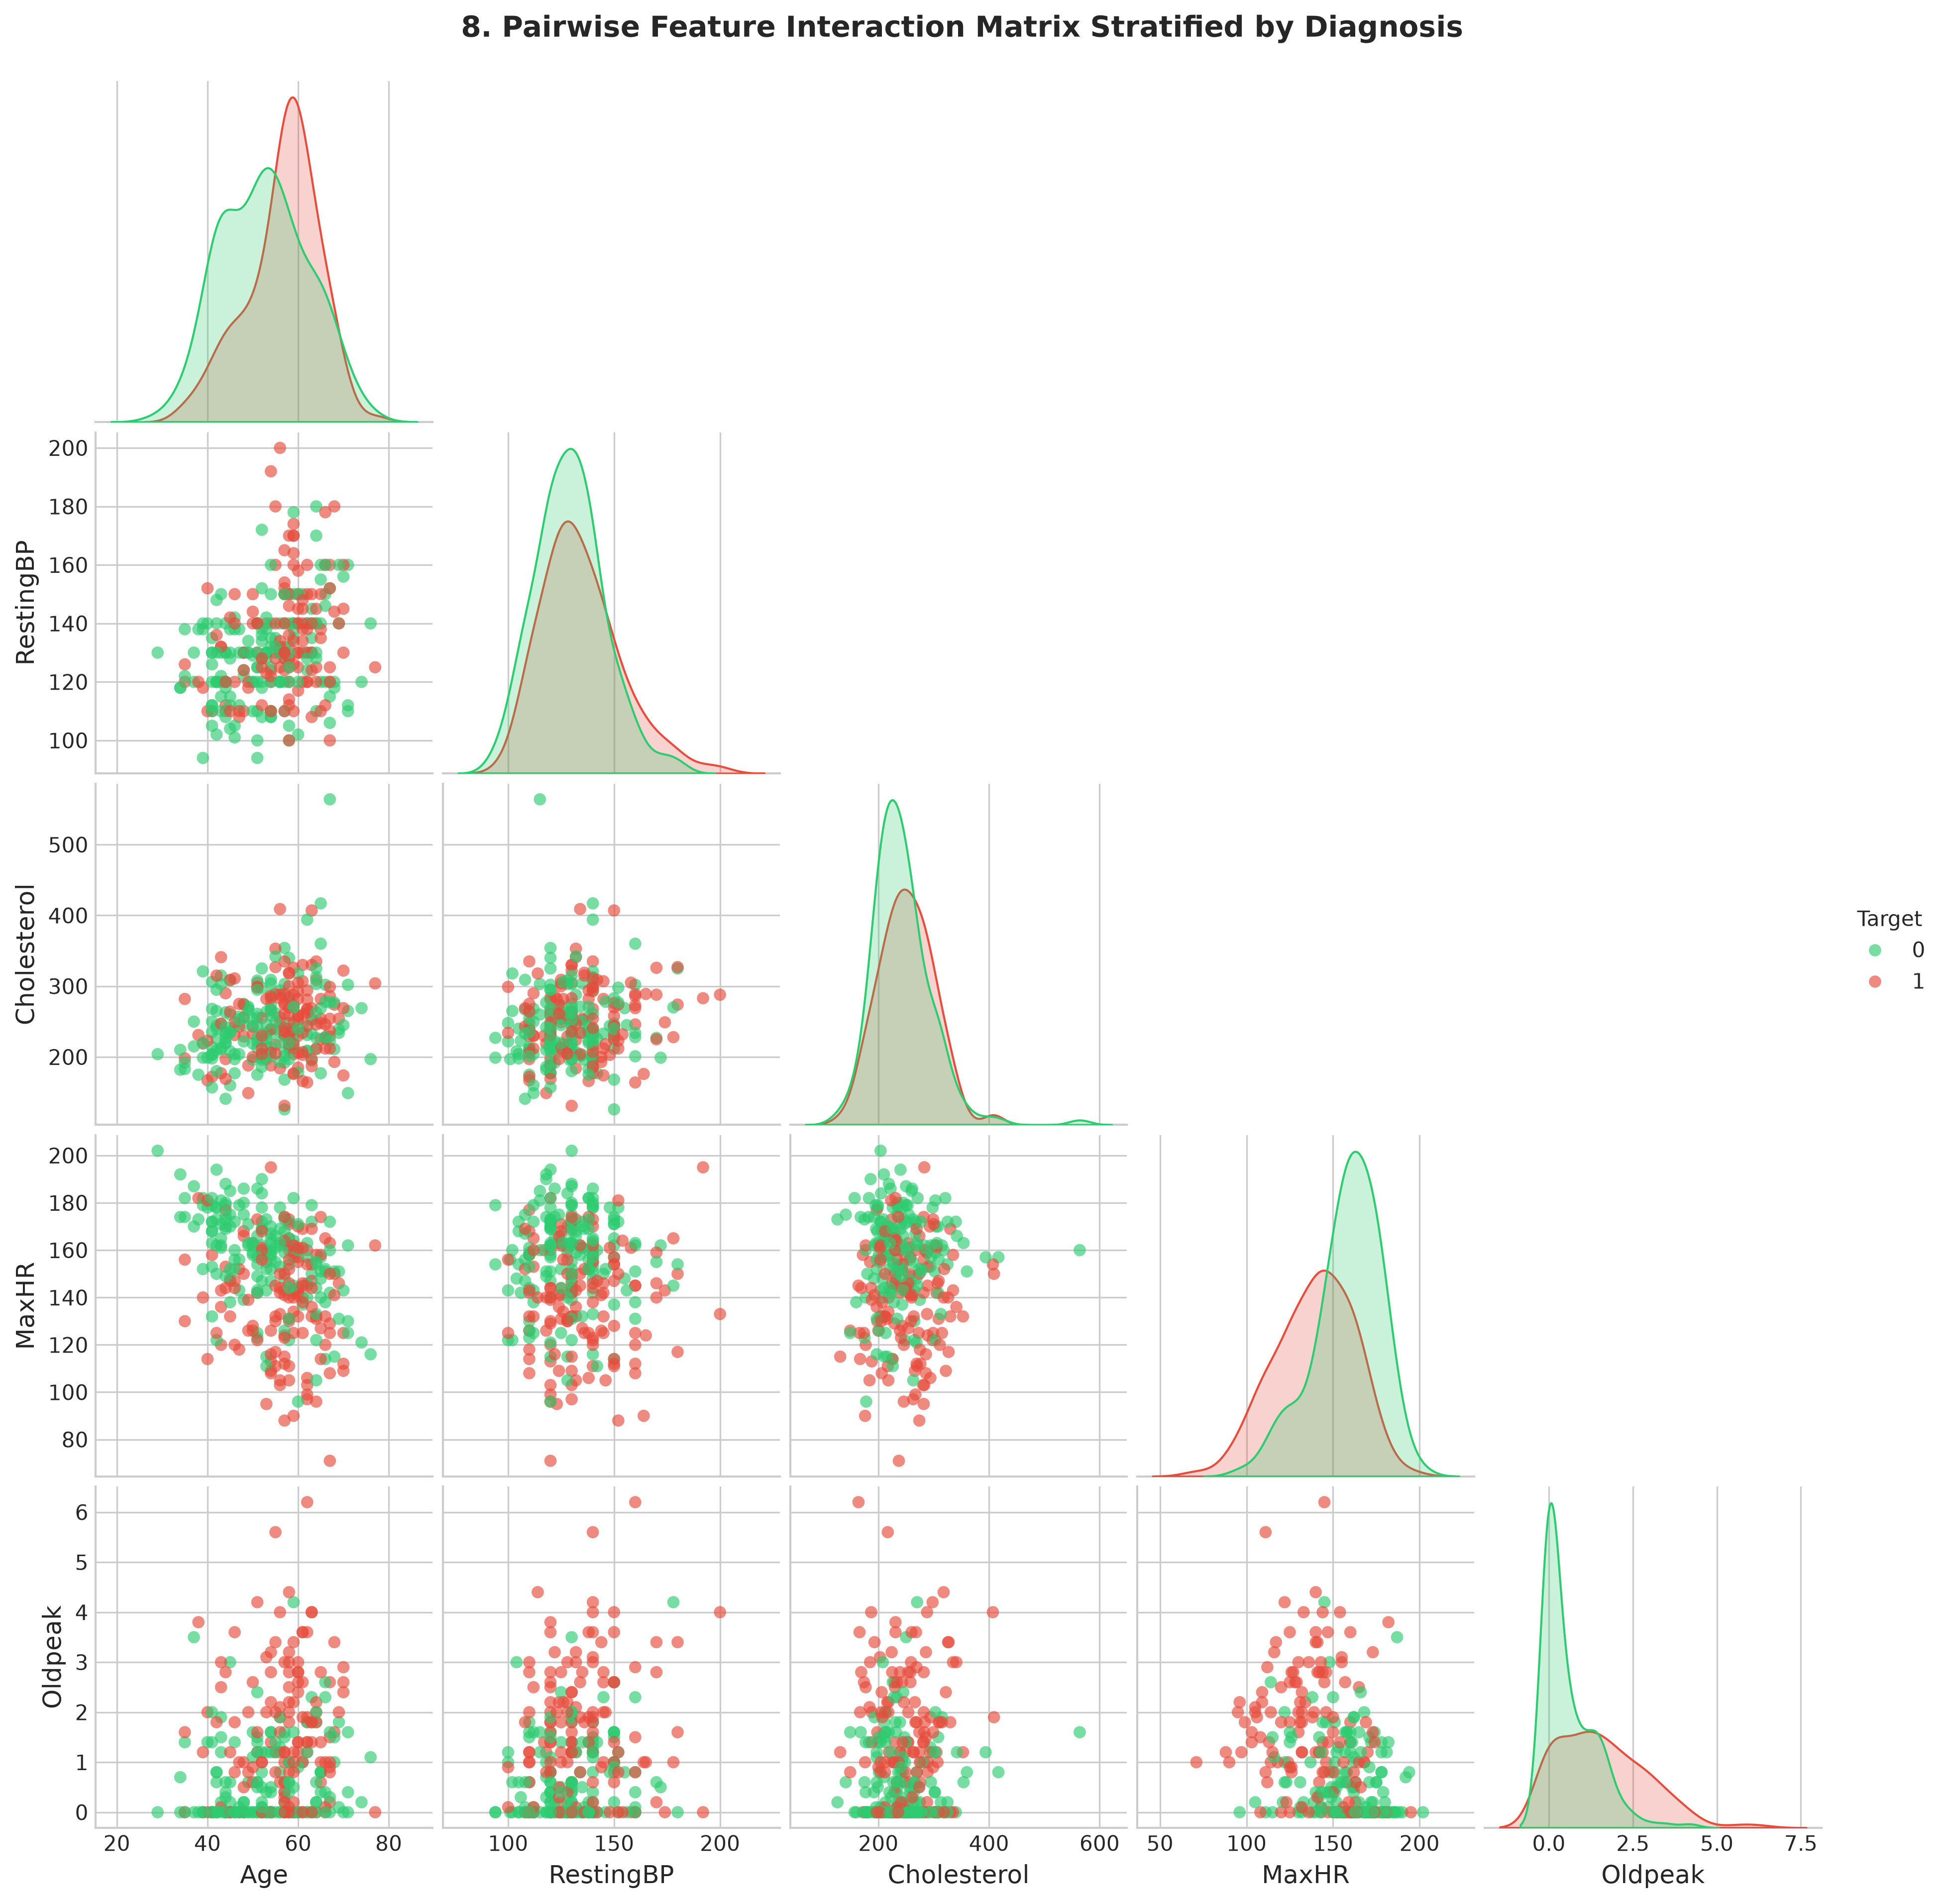 8. Pairwise Feature Interaction Matrix Stratified by Diagnosis
200
180
160
140
120
100
RestingBP
500
400
300
200
Cholesterol
Target
0
1
200
180
160
140
120
100
80
MaxHR
6
5
4
3
2
1
0
Oldpeak
20 40 60 80
100 150 200
200 400 600
50 100 150 200
0.0 2.5 5.0 7.5
Age
RestingBP
Cholesterol
MaxHR
Oldpeak